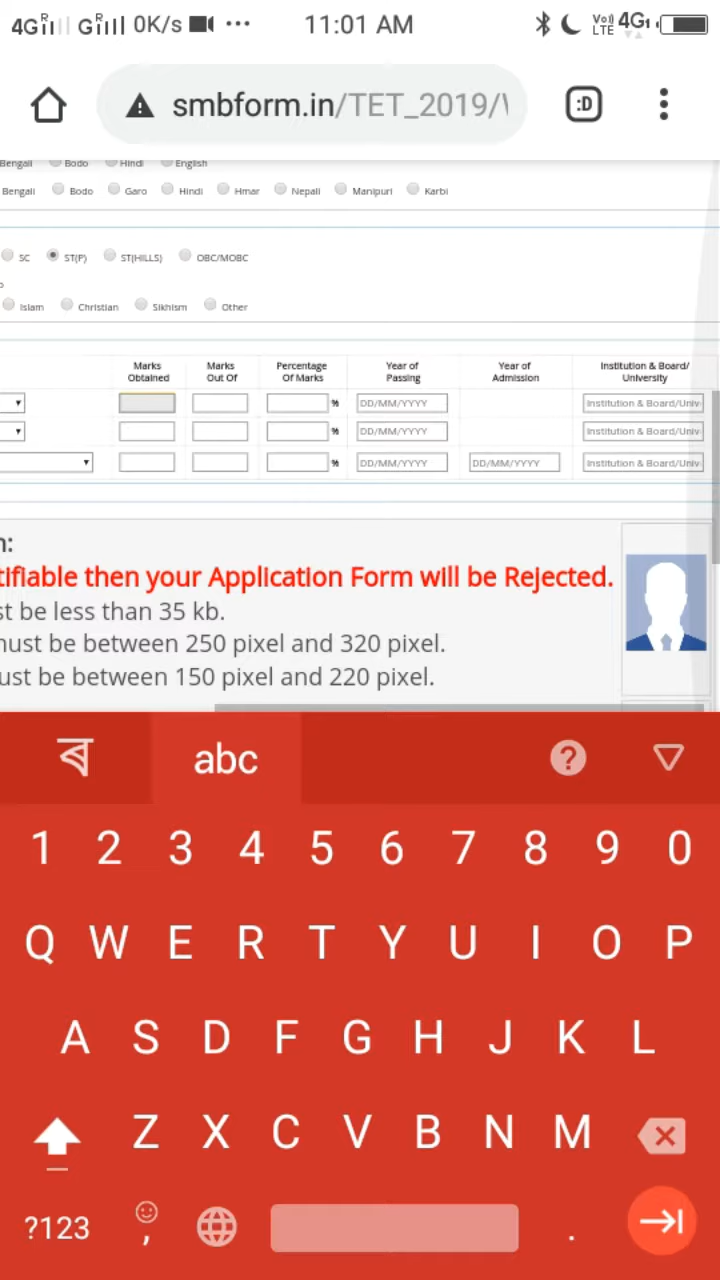 4G R G R 0K/s ... 11:01 AM Vo)) LTE 4G
smbform.in/TET_2019/ :D
Bengali Bodo Hindi English
Bengali Bodo Garo Hindi Hmar Nepali Manipuri Karbi
SC ST(P) ST(HILLS) OBC/MOBC
Islam Christian Sikhism Other
Marks Marks Percentage Year of Year of Institution & Board/
Obtained Out Of Of Marks Passing Admission University
% DD/MM/YYYY Institution & Board/Univ
% DD/MM/YYYY Institution & Board/Univ
% DD/MM/YYYY DD/MM/YYYY Institution & Board/Univ
n:
tifiable then your Application Form will be Rejected.
st be less than 35 kb.
must be between 250 pixel and 320 pixel.
ust be between 150 pixel and 220 pixel.
ৰ abc ?
1 2 3 4 5 6 7 8 9 0
Q W E R T Y U I O P
A S D F G H J K L
Z X C V B N M
?123 , .